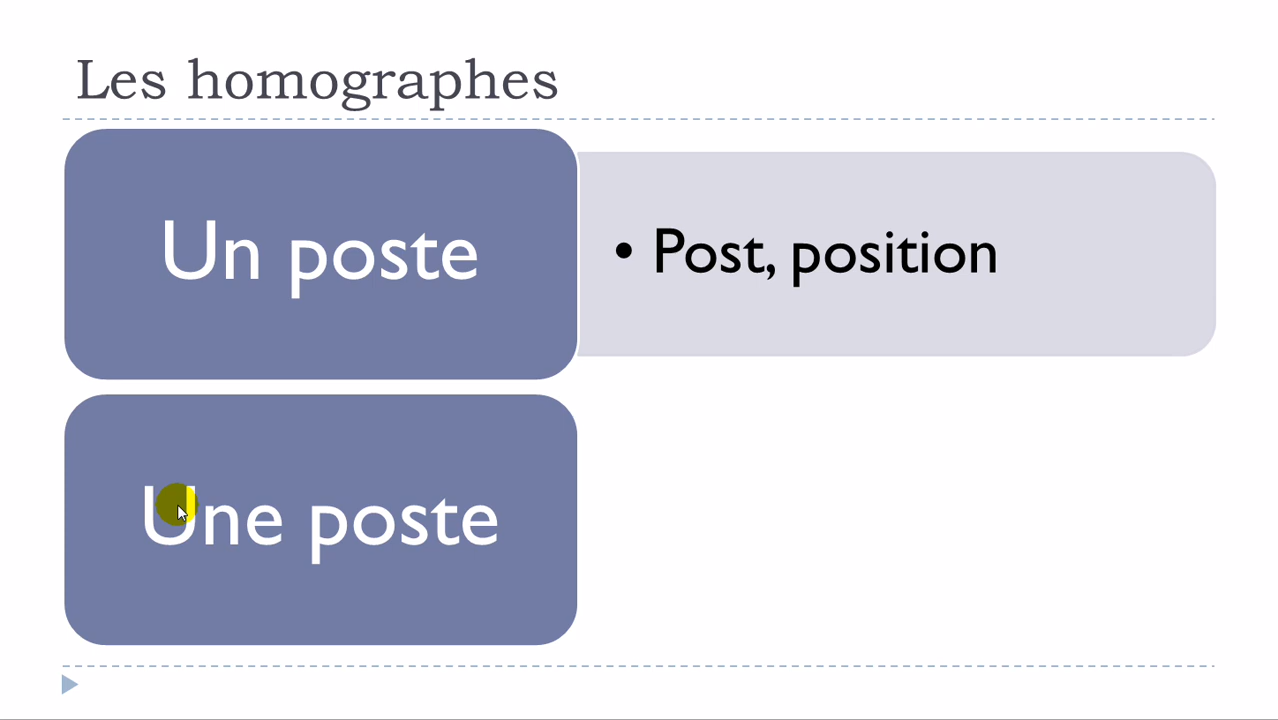 Les homographes
Un poste
• Post, position
Une poste